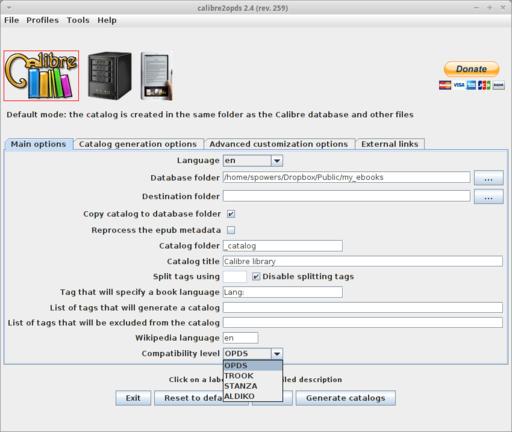 calibre2opds 2.4 (rev. 259)
File Profiles Tools Help
Calibre
Donate
VISA
Default mode: the catalog is created in the same folder as the Calibre database and other files
Main options Catalog generation options Advanced customization options External links
Language en
Database folder /home/spowers/Dropbox/Public/my_ebooks ...
Destination folder ...
Copy catalog to database folder
Reprocess the epub metadata
Catalog folder _catalog
Catalog title Calibre library
Split tags using Disable splitting tags
Tag that will specify a book language Lang:
List of tags that will generate a catalog
List of tags that will be excluded from the catalog
Wikipedia language en
Compatibility level OPDS
OPDS
TROOK
STANZA
ALDIKO
Click on a description
Exit Reset to Generate catalogs